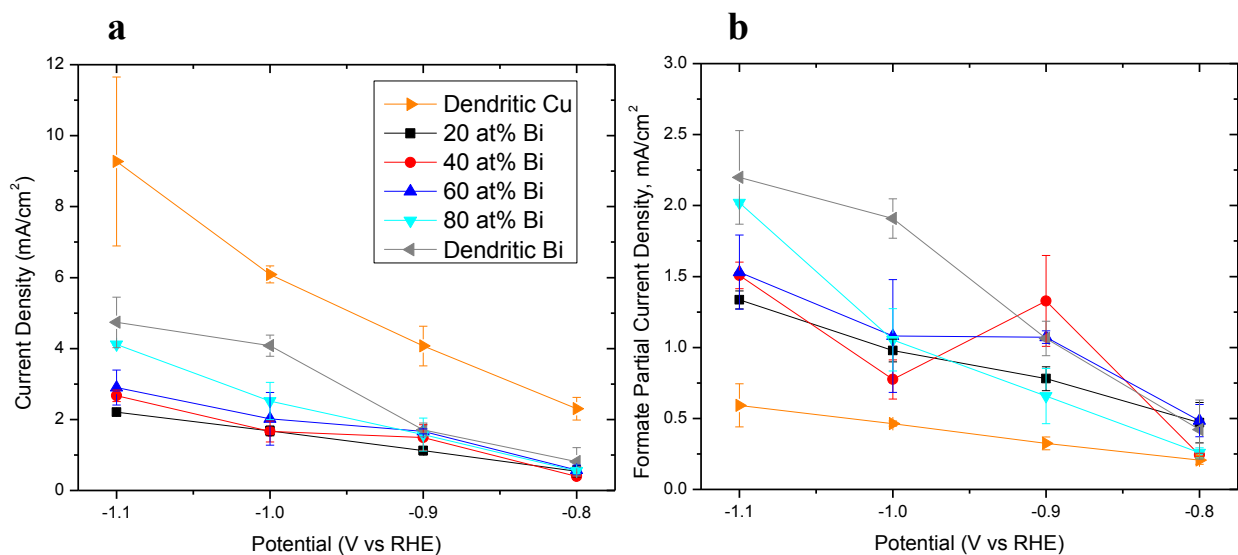 a
12
10
8
6
4
2
0
Current Density (mA/cm²)
-1.1
-1.0
-0.9
-0.8
Potential (V vs RHE)
Dendritic Cu
20 at% Bi
40 at% Bi
60 at% Bi
80 at% Bi
Dendritic Bi
b
3.0
2.5
2.0
1.5
1.0
0.5
0.0
Formate Partial Current Density, mA/cm²
-1.1
-1.0
-0.9
-0.8
Potential (V vs RHE)